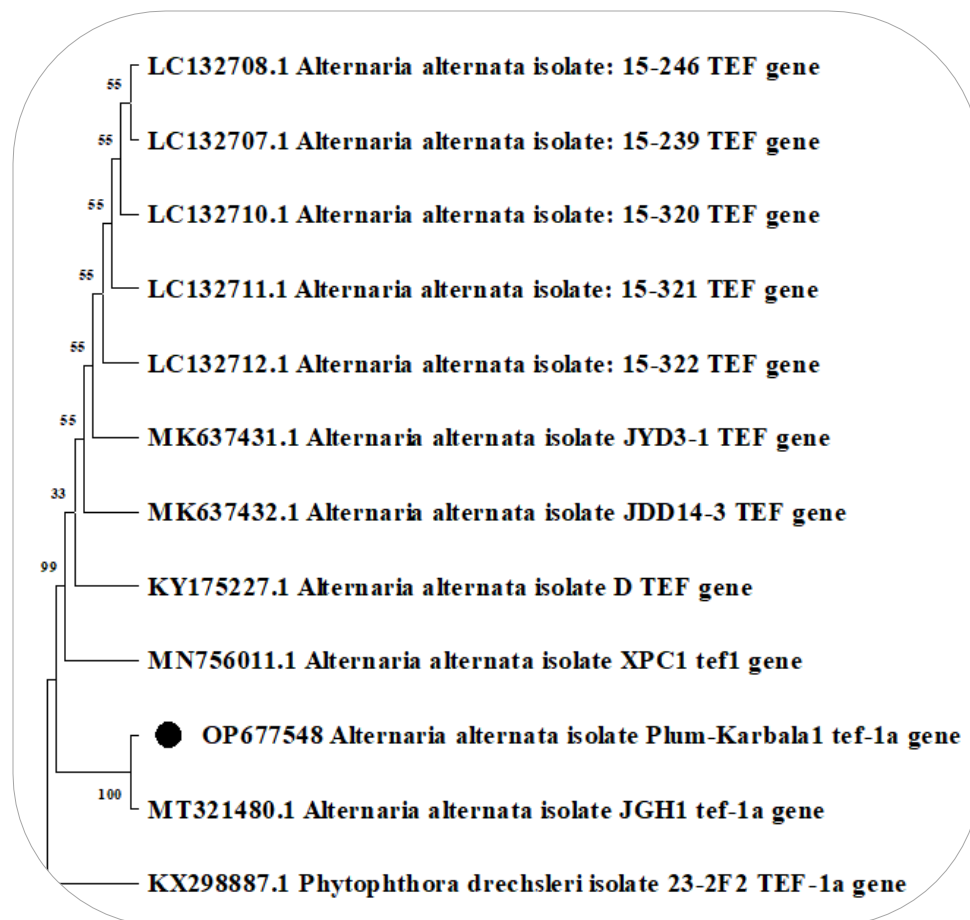 55
LC132708.1 Alternaria alternata isolate: 15-246 TEF gene
55
LC132707.1 Alternaria alternata isolate: 15-239 TEF gene
55
LC132710.1 Alternaria alternata isolate: 15-320 TEF gene
55
LC132711.1 Alternaria alternata isolate: 15-321 TEF gene
55
LC132712.1 Alternaria alternata isolate: 15-322 TEF gene
55
MK637431.1 Alternaria alternata isolate JYD3-1 TEF gene
33
MK637432.1 Alternaria alternata isolate JDD14-3 TEF gene
99
KY175227.1 Alternaria alternata isolate D TEF gene
MN756011.1 Alternaria alternata isolate XPC1 tef1 gene
OP677548 Alternaria alternata isolate Plum-Karbala1 tef-1a gene
100
MT321480.1 Alternaria alternata isolate JGH1 tef-1a gene
KX298887.1 Phytophthora drechsleri isolate 23-2F2 TEF-1a gene